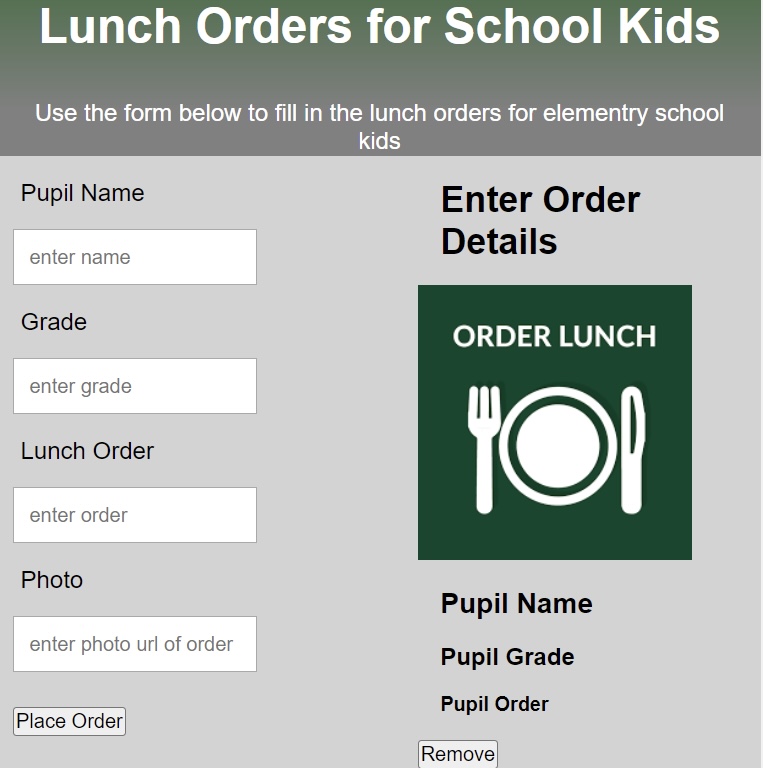 Lunch Orders for School Kids
Use the form below to fill in the lunch orders for elementry school
kids
Pupil Name
enter name
Grade
enter grade
Lunch Order
enter order
Photo
enter photo url of order
Place Order
Enter Order
Details
ORDER LUNCH
Pupil Name
Pupil Grade
Pupil Order
Remove